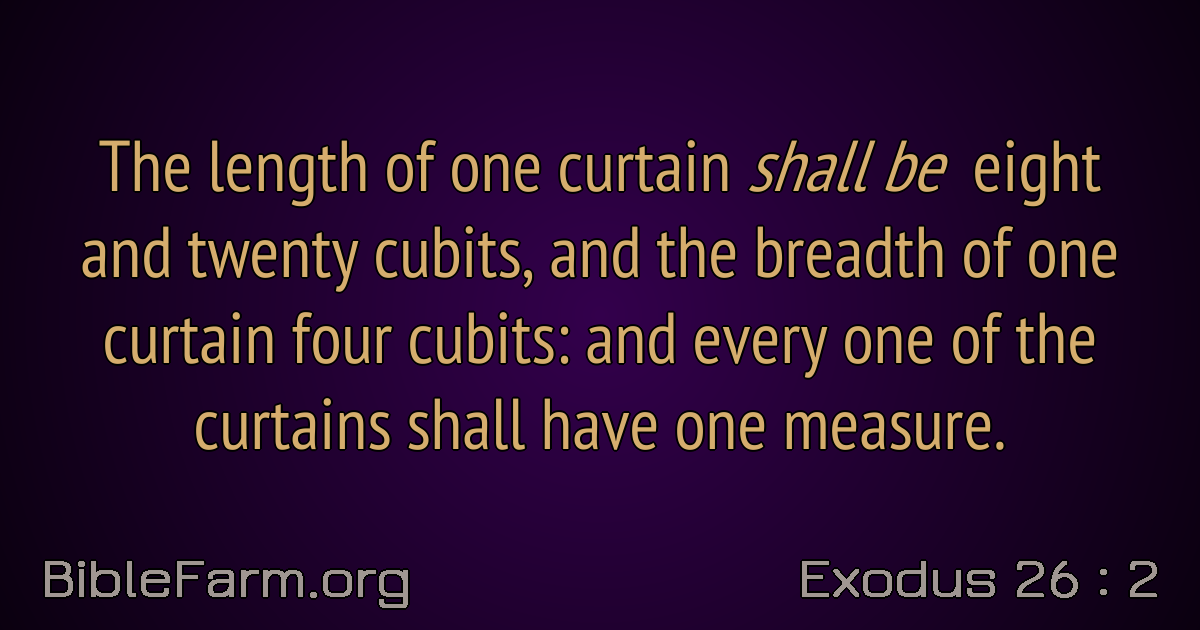 The length of one curtain shall be eight
and twenty cubits, and the breadth of one
curtain four cubits: and every one of the
curtains shall have one measure.
BibleFarm.org
Exodus 26 : 2